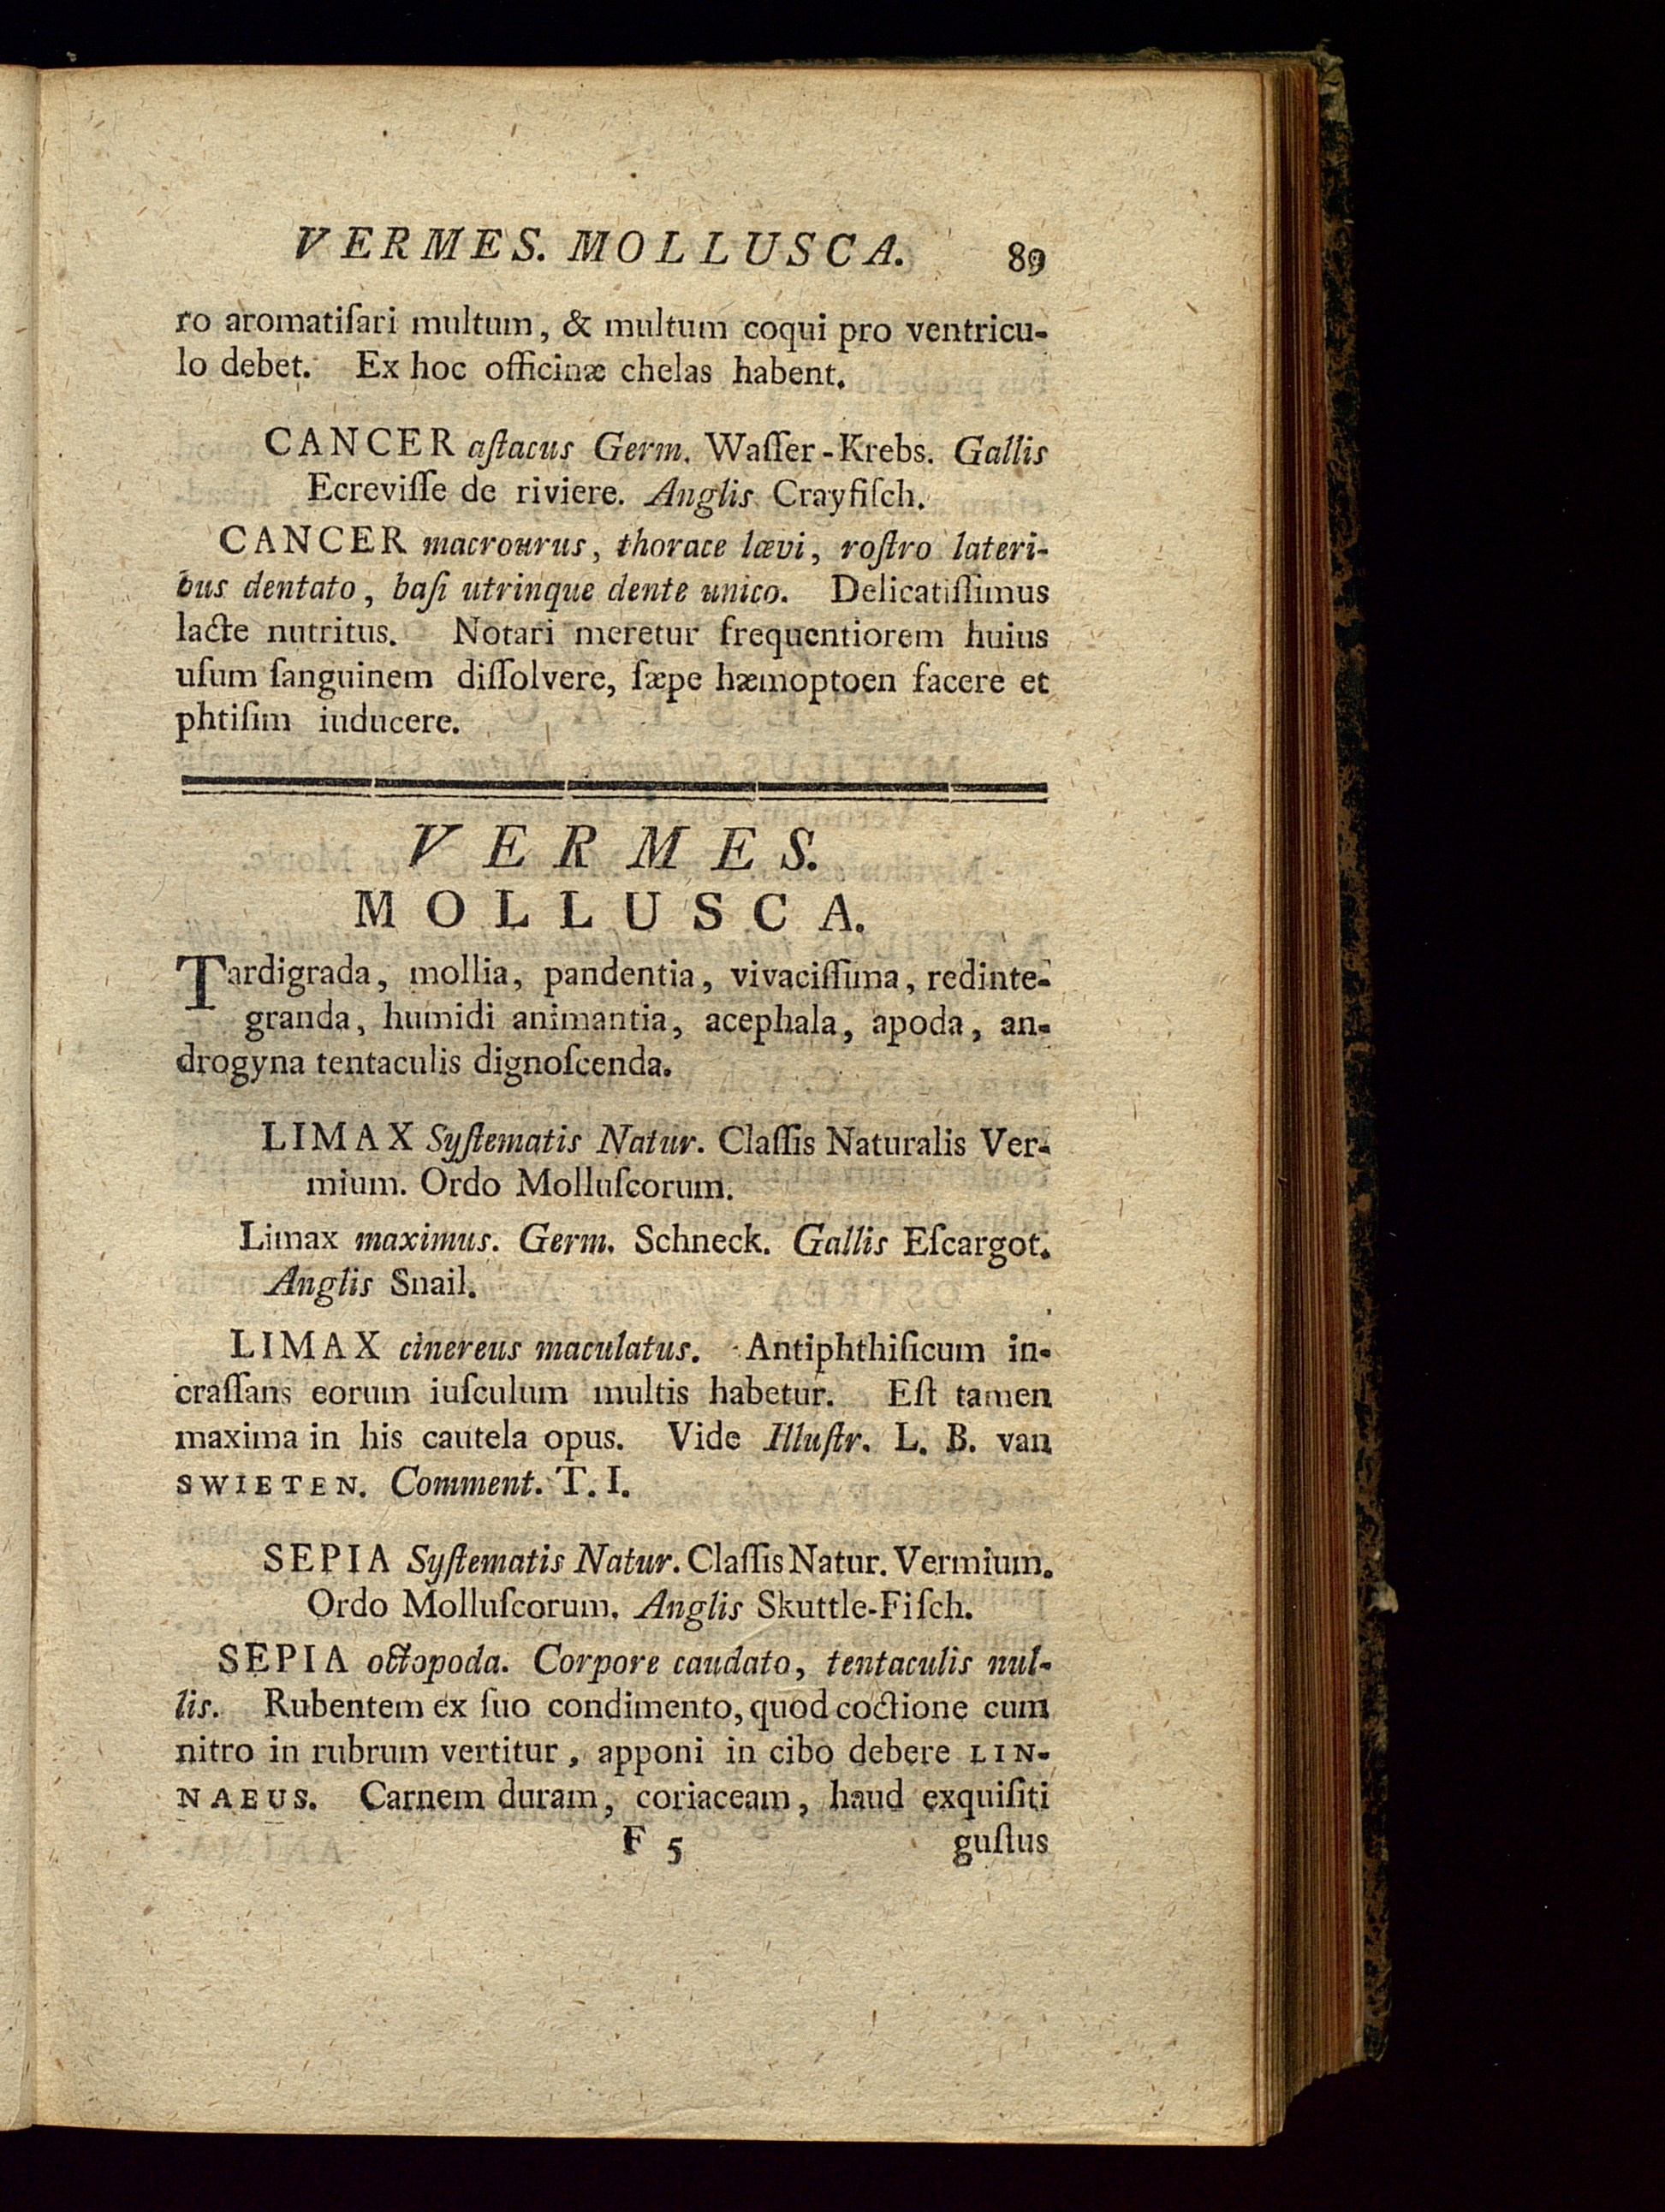 VERMES. MOLLUSCA. 89
ro aromatiſari multum, & multum coqui pro ventricu-
lo debet. Ex hoc officinæ chelas habent.
CANCER aſtacus Germ. Waſſer-Krebs. Gallis
Ecreviſſe de riviere. Anglis Crayfiſch.
CANCER macrourus, thorace lævi, roſtro lateri-
bus dentato, baſi utrinque dente unico. Delicatiſſimus
lacte nutritus. Notari meretur frequentiorem huius
uſum ſanguinem diſſolvere, ſæpe hæmoptoen facere et
phtiſim iuducere.
VERMES.
MOLLUSCA.
Tardigrada, mollia, pandentia, vivaciſſima, redinte-
granda, humidi animantia, acephala, apoda, an-
drogyna tentaculis dignoſcenda.
LIMAX Syſtematis Natur. Claſſis Naturalis Ver-
mium. Ordo Molluſcorum.
Limax maximus. Germ. Schneck. Gallis Eſcargot.
Anglis Snail.
LIMAX cinereus maculatus. Antiphthiſicum in-
craſſans eorum iuſculum multis habetur. Eſt tamen
maxima in his cautela opus. Vide Illuſtr. L. B. van
SWIETEN. Comment. T. I.
SEPIA Syſtematis Natur. Claſſis Natur. Vermium.
Ordo Molluſcorum. Anglis Skuttle-Fiſch.
SEPIA octopoda. Corpore caudato, tentaculis nul-
lis. Rubentem ex ſuo condimento, quod coctione cum
nitro in rubrum vertitur, apponi in cibo debere LIN-
NAEUS. Carnem duram, coriaceam, haud exquiſiti
F 5 guſtus